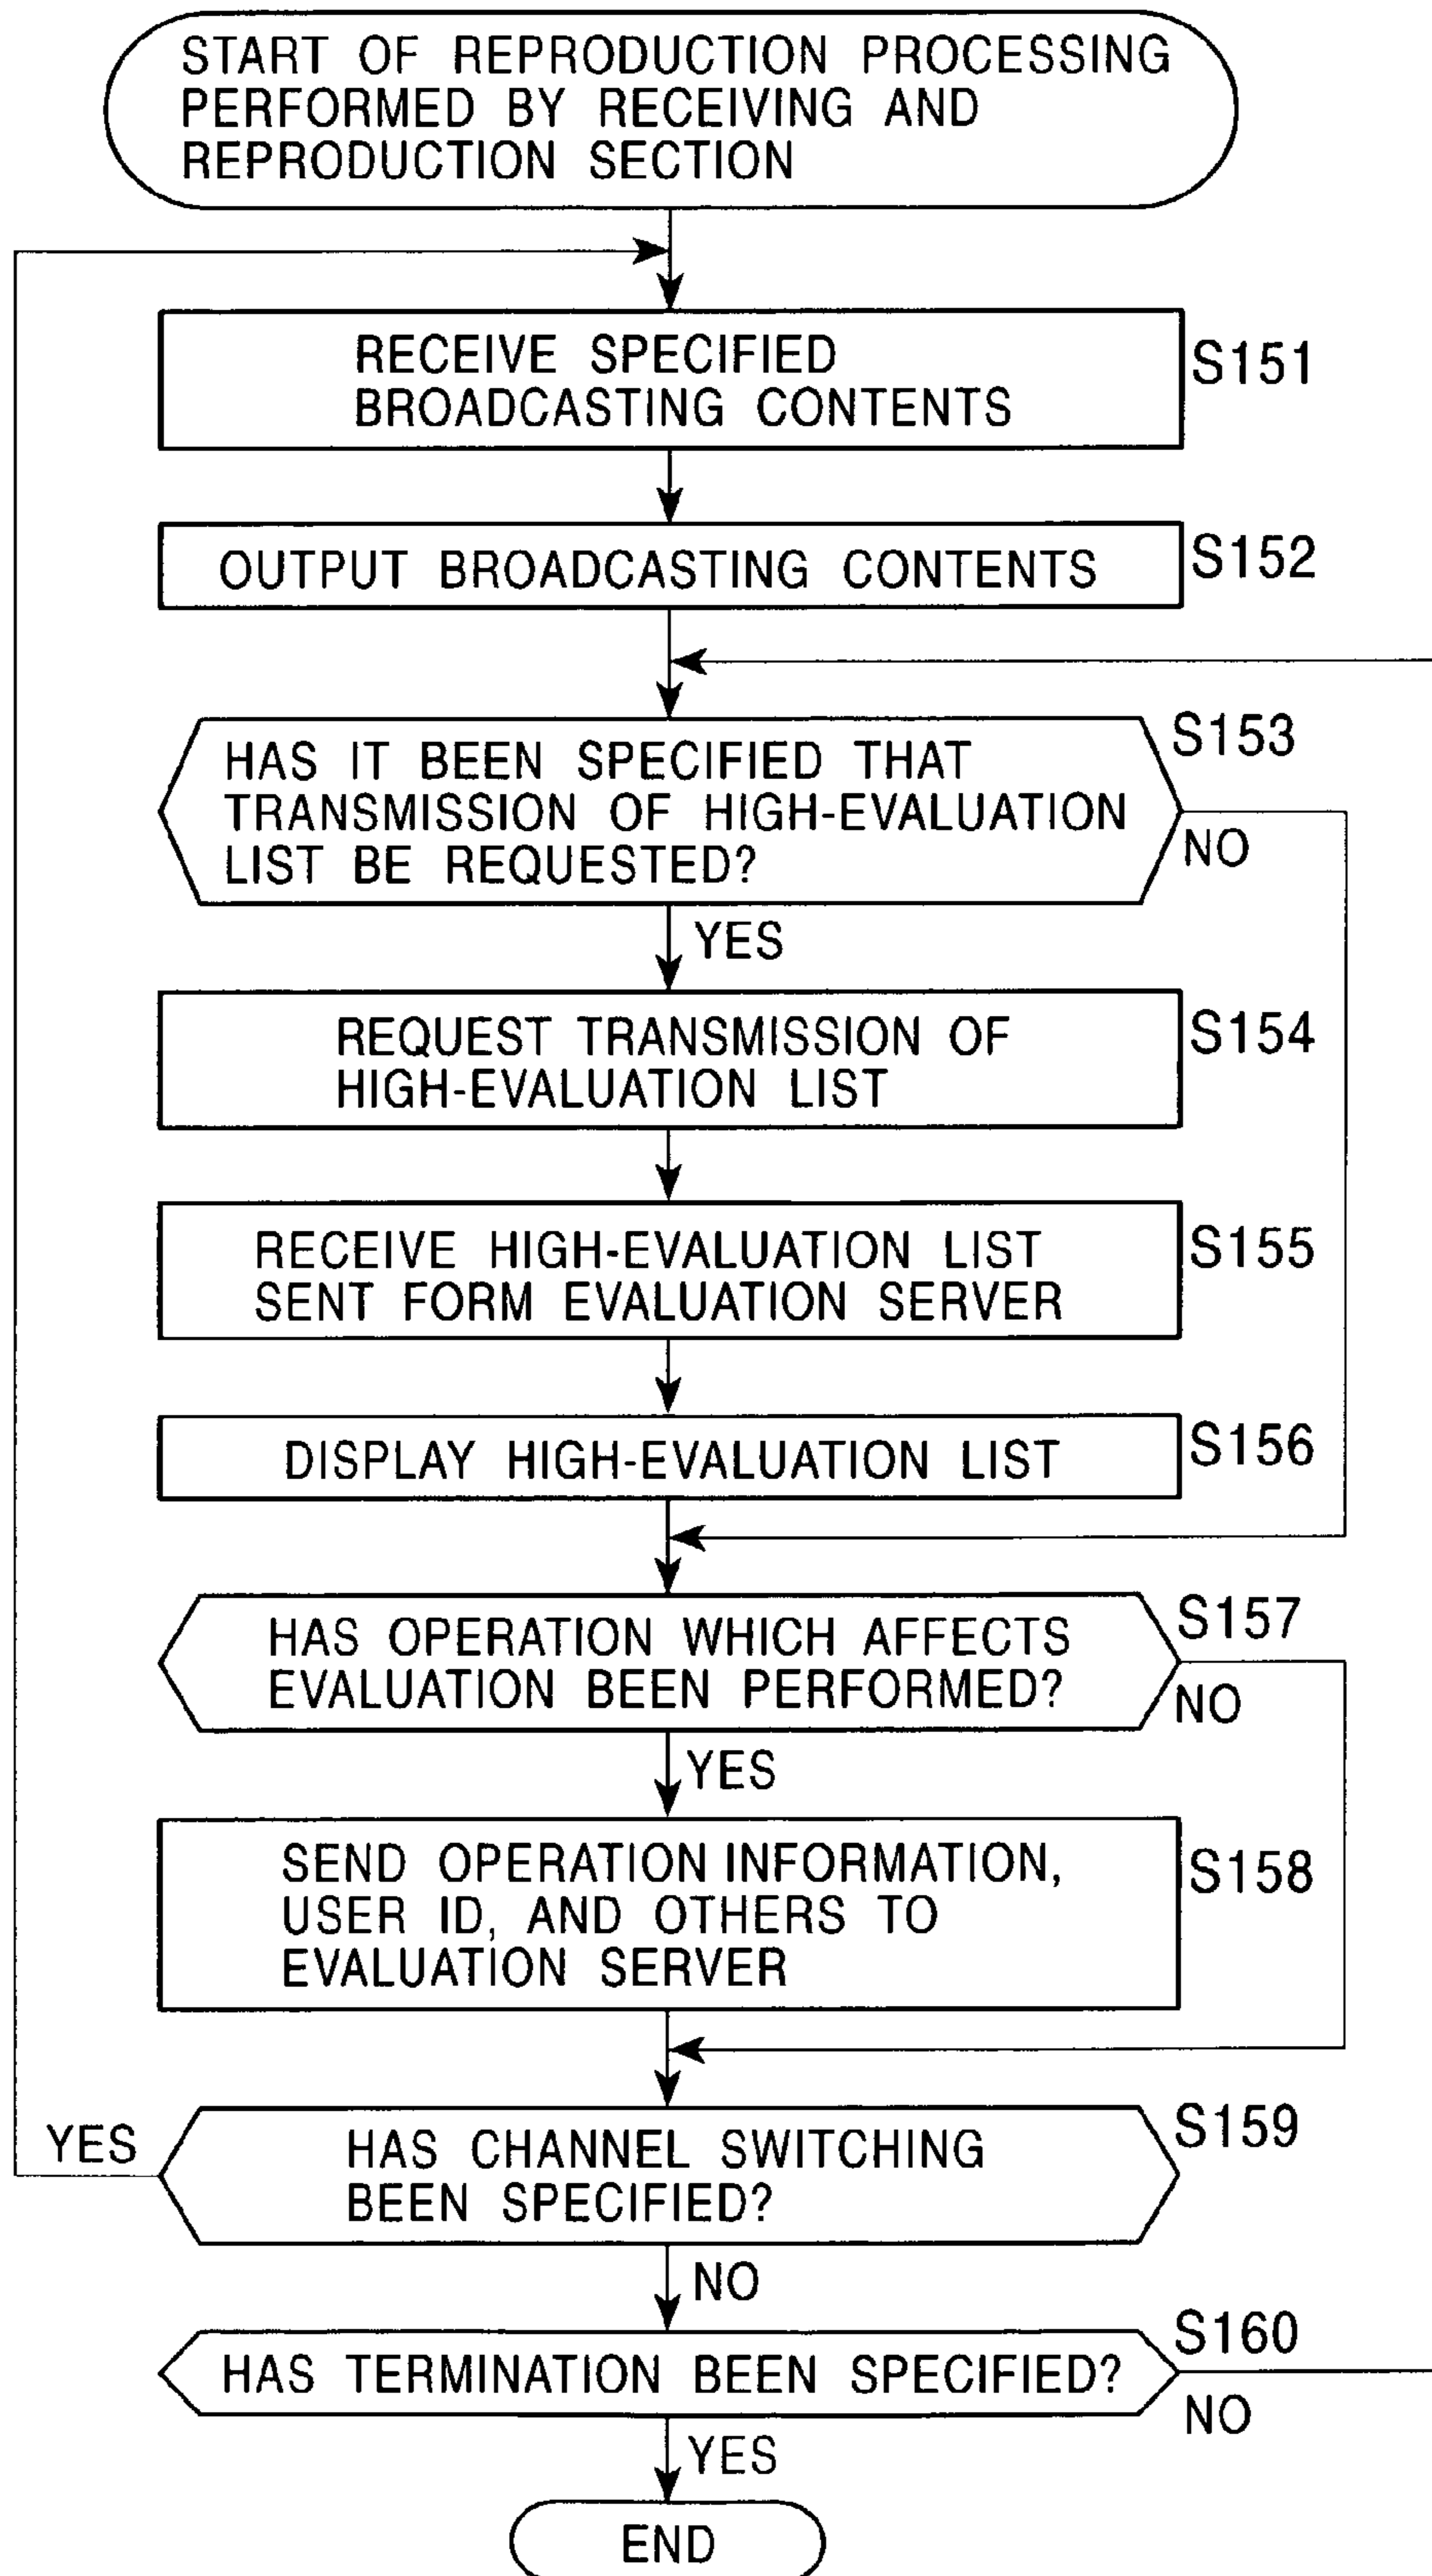 START OF REPRODUCTION PROCESSING
PERFORMED BY RECEIVING AND
REPRODUCTION SECTION
RECEIVE SPECIFIED
BROADCASTING CONTENTS
S151
OUTPUT BROADCASTING CONTENTS
S152
HAS IT BEEN SPECIFIED THAT
TRANSMISSION OF HIGH-EVALUATION
LIST BE REQUESTED?
S153
NO
YES
REQUEST TRANSMISSION OF
HIGH-EVALUATION LIST
S154
RECEIVE HIGH-EVALUATION LIST
SENT FORM EVALUATION SERVER
S155
DISPLAY HIGH-EVALUATION LIST
S156
HAS OPERATION WHICH AFFECTS
EVALUATION BEEN PERFORMED?
S157
NO
YES
SEND OPERATION INFORMATION,
USER ID, AND OTHERS TO
EVALUATION SERVER
S158
YES
HAS CHANNEL SWITCHING
BEEN SPECIFIED?
S159
NO
HAS TERMINATION BEEN SPECIFIED?
S160
NO
YES
END